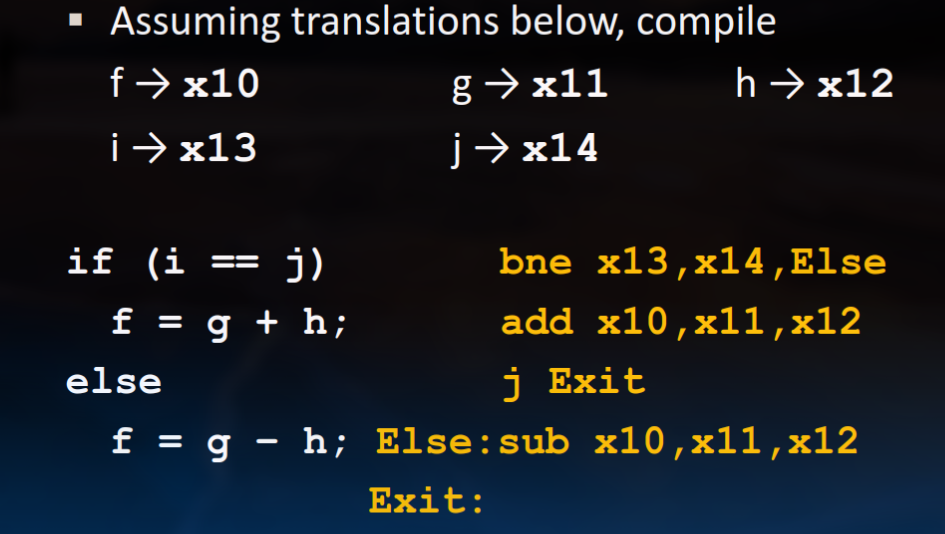 ▪ Assuming translations below, compile
f → x10 g → x11 h → x12
i → x13 j → x14
if (i == j) bne x13,x14,Else
f = g + h; add x10,x11,x12
else j Exit
f = g - h; Else:sub x10,x11,x12
Exit: